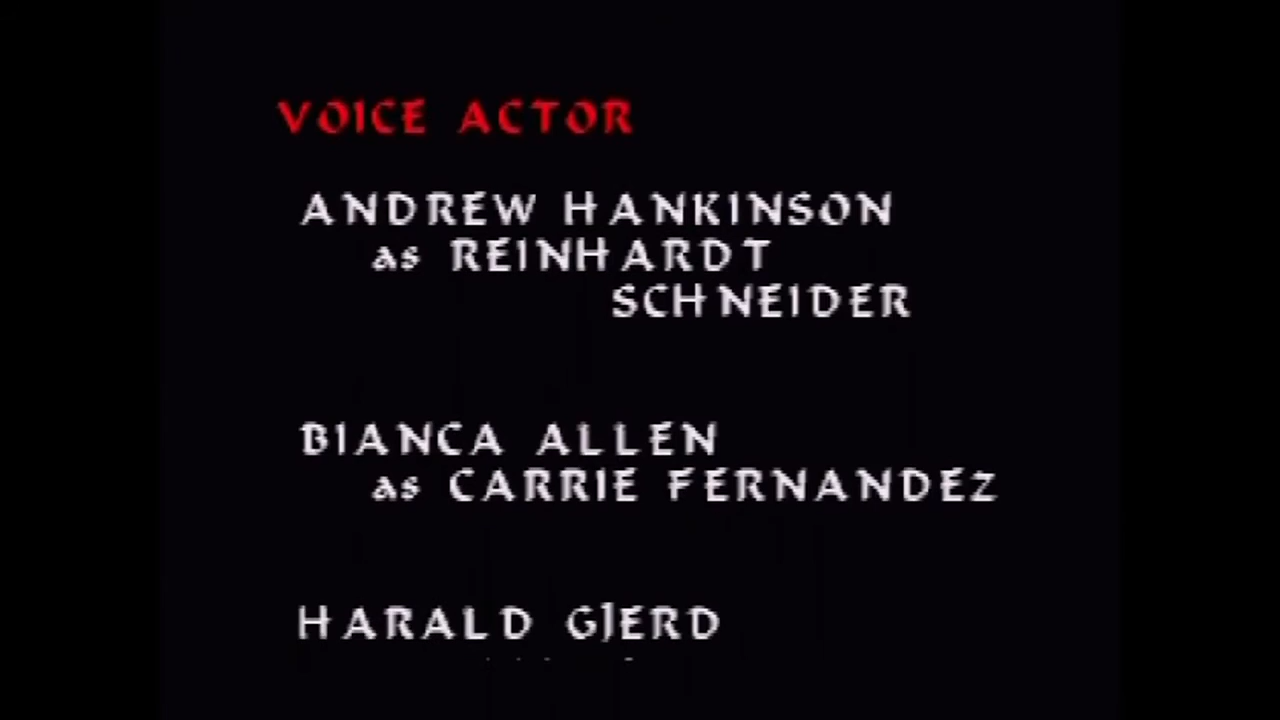 VOICE ACTOR
ANDREW HANKINSON
as REINHARDT
SCHNEIDER
BIANCA ALLEN
as CARRIE FERNANDEZ
HARALD GJERD